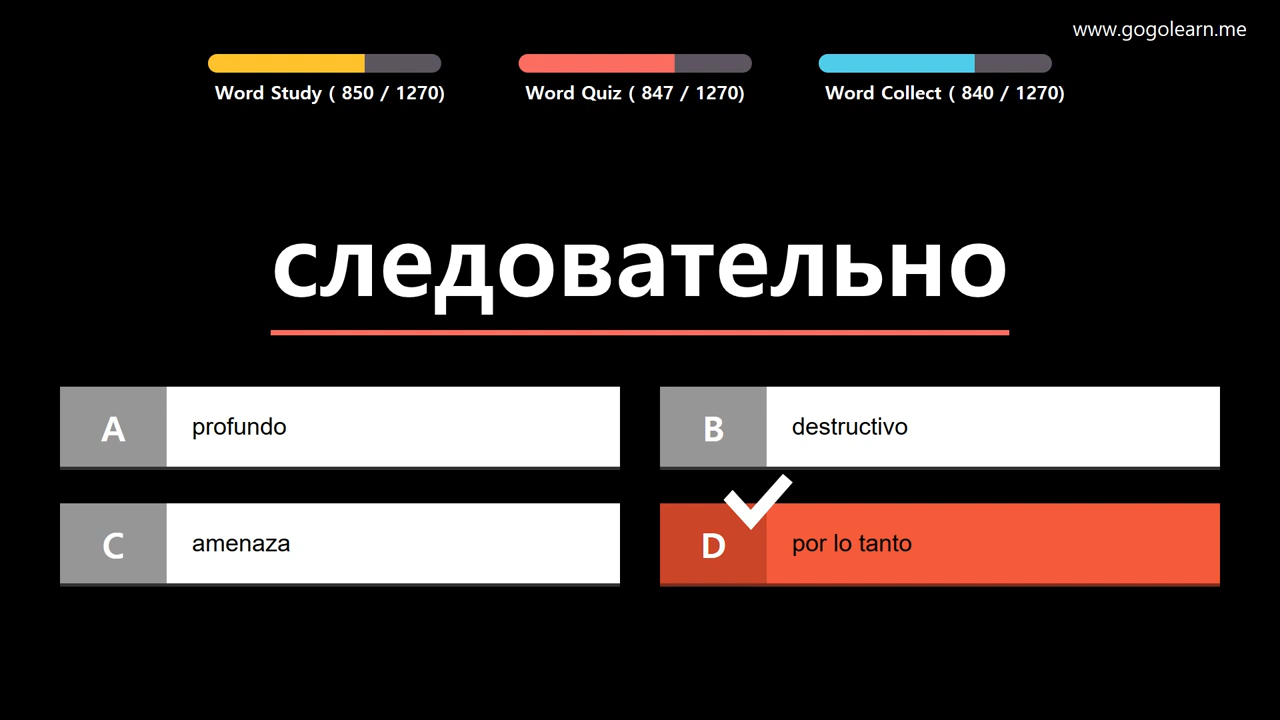 www.gogolearn.me
Word Study ( 850 / 1270)
Word Quiz ( 847 / 1270)
Word Collect ( 840 / 1270)
следовательно
A profundo
B destructivo
C amenaza
D por lo tanto